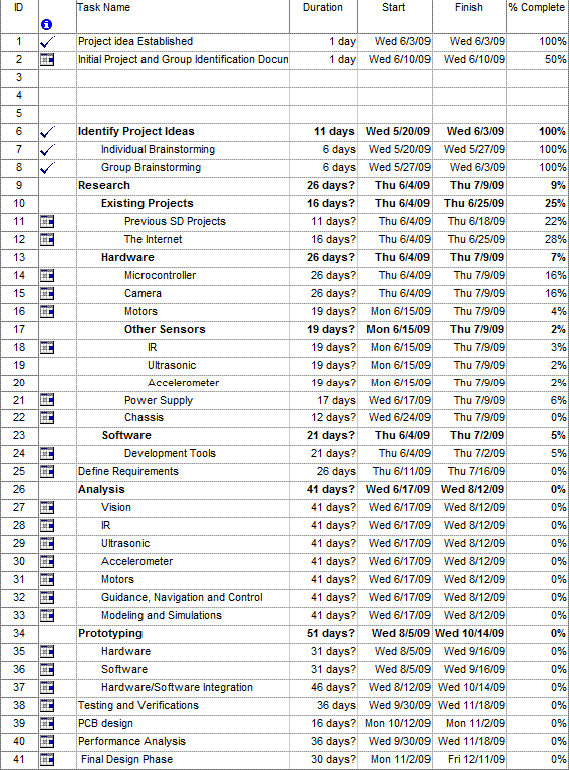 ID Task Name Duration Start Finish % Complete
1 Project idea Established 1 day Wed 6/3/09 Wed 6/3/09 100%
2 Initial Project and Group Identification Docun 1 day Wed 6/10/09 Wed 6/10/09 50%
3
4
5
6 Identify Project Ideas 11 days Wed 5/20/09 Wed 6/3/09 100%
7 Individual Brainstorming 6 days Wed 5/20/09 Wed 5/27/09 100%
8 Group Brainstorming 6 days Wed 5/27/09 Wed 6/3/09 100%
9 Research 26 days? Thu 6/4/09 Thu 7/9/09 9%
10 Existing Projects 16 days? Thu 6/4/09 Thu 6/25/09 25%
11 Previous SD Projects 11 days? Thu 6/4/09 Thu 6/18/09 22%
12 The Internet 16 days? Thu 6/4/09 Thu 6/25/09 28%
13 Hardware 26 days? Thu 6/4/09 Thu 7/9/09 7%
14 Microcontroller 26 days? Thu 6/4/09 Thu 7/9/09 16%
15 Camera 26 days? Thu 6/4/09 Thu 7/9/09 16%
16 Motors 19 days? Mon 6/15/09 Thu 7/9/09 4%
17 Other Sensors 19 days? Mon 6/15/09 Thu 7/9/09 2%
18 IR 19 days? Mon 6/15/09 Thu 7/9/09 3%
19 Ultrasonic 19 days? Mon 6/15/09 Thu 7/9/09 2%
20 Accelerometer 19 days? Mon 6/15/09 Thu 7/9/09 2%
21 Power Supply 17 days Wed 6/17/09 Thu 7/9/09 6%
22 Chassis 12 days? Wed 6/24/09 Thu 7/9/09 0%
23 Software 21 days? Thu 6/4/09 Thu 7/2/09 5%
24 Development Tools 21 days? Thu 6/4/09 Thu 7/2/09 5%
25 Define Requirements 26 days Thu 6/11/09 Thu 7/16/09 0%
26 Analysis 41 days? Wed 6/17/09 Wed 8/12/09 0%
27 Vision 41 days? Wed 6/17/09 Wed 8/12/09 0%
28 IR 41 days? Wed 6/17/09 Wed 8/12/09 0%
29 Ultrasonic 41 days? Wed 6/17/09 Wed 8/12/09 0%
30 Accelerometer 41 days? Wed 6/17/09 Wed 8/12/09 0%
31 Motors 41 days? Wed 6/17/09 Wed 8/12/09 0%
32 Guidance, Navigation and Control 41 days? Wed 6/17/09 Wed 8/12/09 0%
33 Modeling and Simulations 41 days? Wed 6/17/09 Wed 8/12/09 0%
34 Prototyping 51 days? Wed 8/5/09 Wed 10/14/09 0%
35 Hardware 31 days? Wed 8/5/09 Wed 9/16/09 0%
36 Software 31 days? Wed 8/5/09 Wed 9/16/09 0%
37 Hardware/Software Integration 46 days? Wed 8/12/09 Wed 10/14/09 0%
38 Testing and Verifications 36 days Wed 9/30/09 Wed 11/18/09 0%
39 PCB design 16 days? Mon 10/12/09 Mon 11/2/09 0%
40 Performance Analysis 36 days? Wed 9/30/09 Wed 11/18/09 0%
41 Final Design Phase 30 days? Mon 11/2/09 Fri 12/11/09 0%